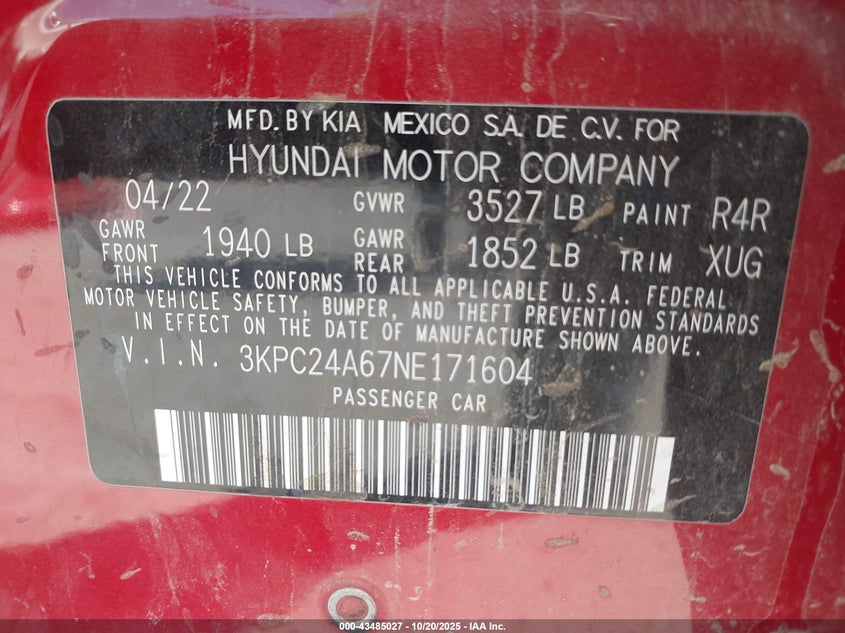 MFD. BY KIA MEXICO S.A. DE C.V. FOR
HYUNDAI MOTOR COMPANY
04/22 GVWR 3527 LB PAINT R4R
GAWR FRONT 1940 LB GAWR REAR 1852 LB TRIM XUG
THIS VEHICLE CONFORMS TO ALL APPLICABLE U.S.A. FEDERAL
MOTOR VEHICLE SAFETY, BUMPER, AND THEFT PREVENTION STANDARDS
IN EFFECT ON THE DATE OF MANUFACTURE SHOWN ABOVE.
V.I.N. 3KPC24A67NE171604
PASSENGER CAR
000-43485027 - 10/20/2025 - IAA Inc.